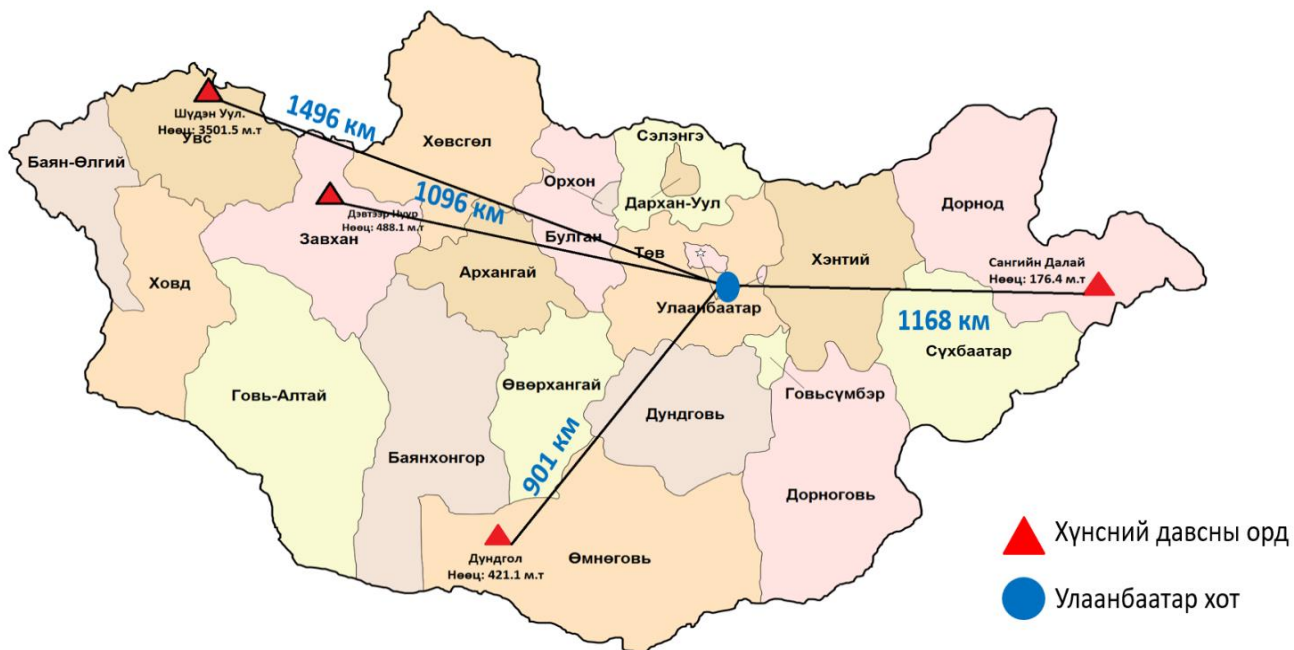 1496 км
Шүдэн Уул.
Нөөц: 3501.5 м.т
Увс
Баян-Өлгий
Хөвсгөл
Сэлэнгэ
Орхон
Дархан-Уул
Дорнод
1096 км
Дэвтээр Нуур
Нөөц: 488.1 м.т
Завхан
Булган
Төв
Хэнтий
Сангийн Далай
Нөөц: 176.4 м.т
Ховд
Архангай
Улаанбаатар
1168 км
Сүхбаатар
Говь-Алтай
Өвөрхангай
Дундговь
Говьсүмбэр
Баянхонгор
901 км
Дорноговь
Дундгол
Нөөц: 421.1 м.т
Өмнөговь
Хүнсний давсны орд
Улаанбаатар хот